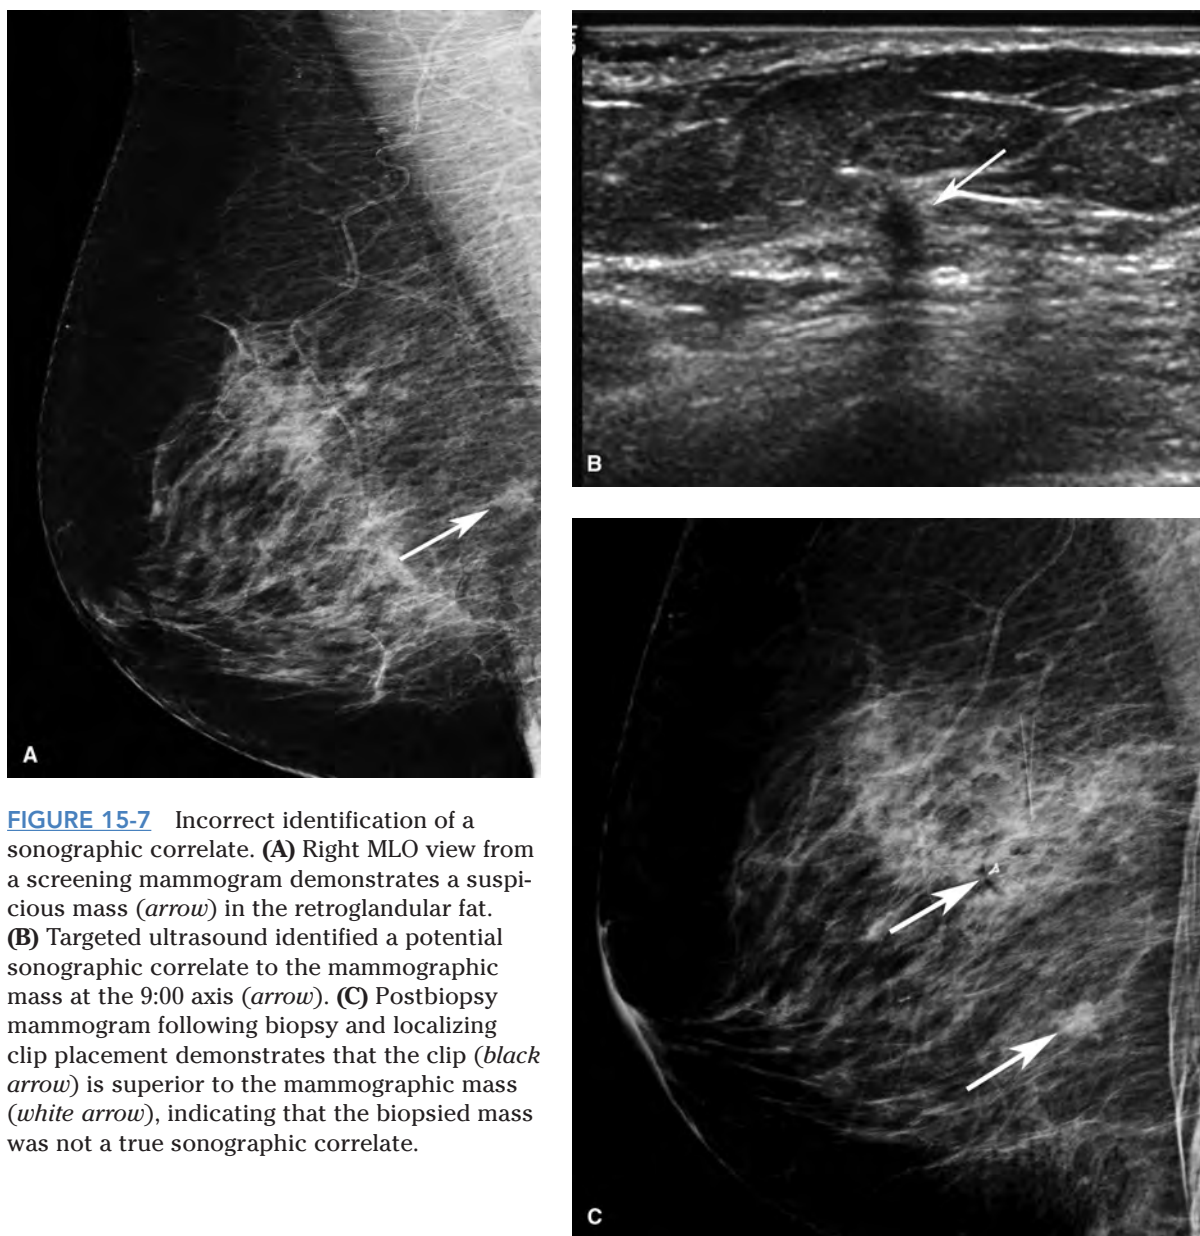 A
B
FIGURE 15-7 Incorrect identification of a
sonographic correlate. (A) Right MLO view from
a screening mammogram demonstrates a suspi-
cious mass (arrow) in the retroglandular fat.
(B) Targeted ultrasound identified a potential
sonographic correlate to the mammographic
mass at the 9:00 axis (arrow). (C) Postbiopsy
mammogram following biopsy and localizing
clip placement demonstrates that the clip (black
arrow) is superior to the mammographic mass
(white arrow), indicating that the biopsied mass
was not a true sonographic correlate.
C